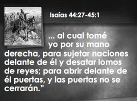 Isaías 44:27-45:1
... al cual tomé
yo por su mano
derecha, para sujetar naciones
delante de él y desatar lomos
de reyes; para abrir delante de
él puertas, y las puertas no se
cerrarán."